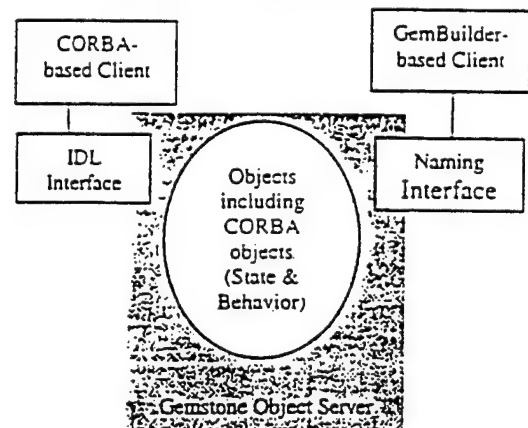 CORBA-
based Client
GemBuilder-
based Client
IDL
Interface
Naming
Interface
Objects
including
CORBA
objects
(State &
Behavior)
Gemstone Object Server